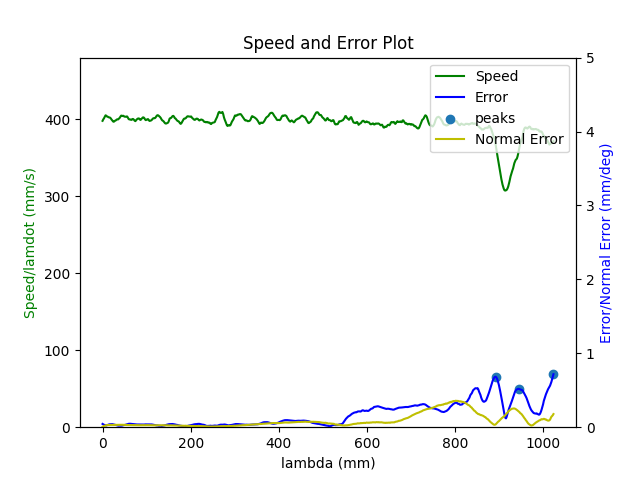 Speed and Error Plot
Speed
Error
peaks
Normal Error
Speed/lamdot (mm/s)
400
300
200
100
0
5
4
3
2
1
0
Error/Normal Error (mm/deg)
0 200 400 600 800 1000
lambda (mm)